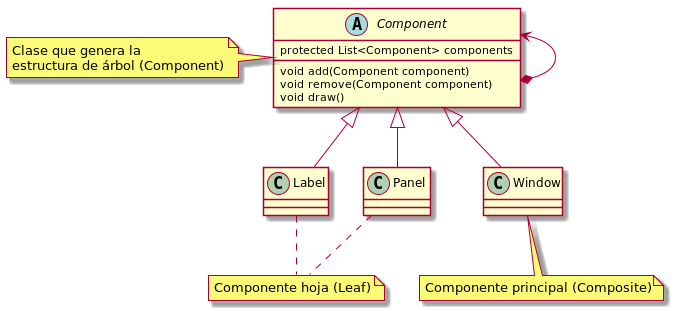 A Component
protected List<Component> components
void add(Component component)
void remove(Component component)
void draw()
Clase que genera la
estructura de árbol (Component)
C Label
C Panel
C Window
Componente hoja (Leaf)
Componente principal (Composite)